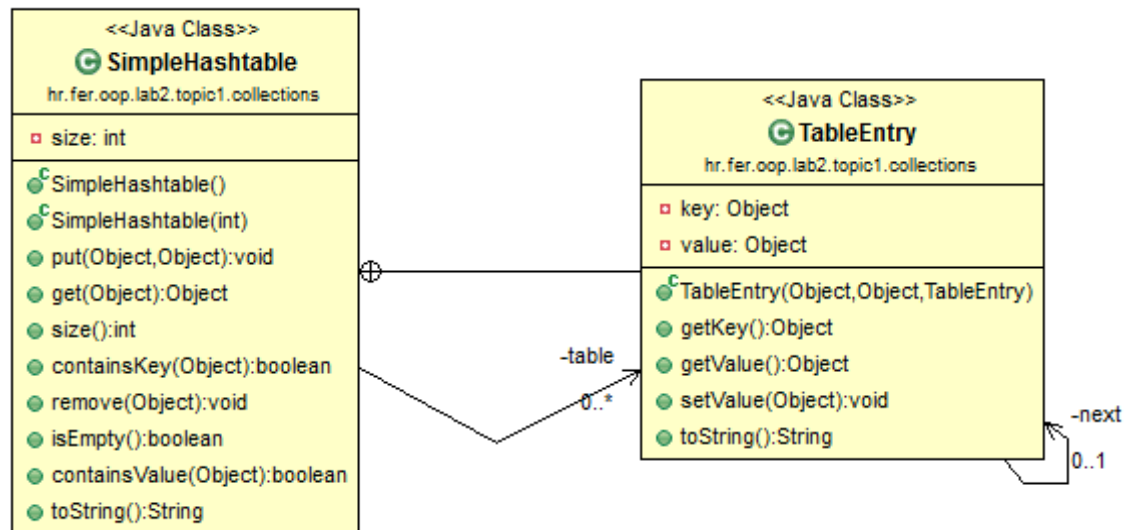 <<Java Class>>
C SimpleHashtable
hr.fer.oop.lab2.topic1.collections
size: int
C SimpleHashtable()
C SimpleHashtable(int)
put(Object,Object):void
get(Object):Object
size():int
containsKey(Object):boolean
remove(Object):void
isEmpty():boolean
containsValue(Object):boolean
toString():String
-table
0..*
<<Java Class>>
C TableEntry
hr.fer.oop.lab2.topic1.collections
key: Object
value: Object
C TableEntry(Object,Object,TableEntry)
getKey():Object
getValue():Object
setValue(Object):void
toString():String
-next
0..1